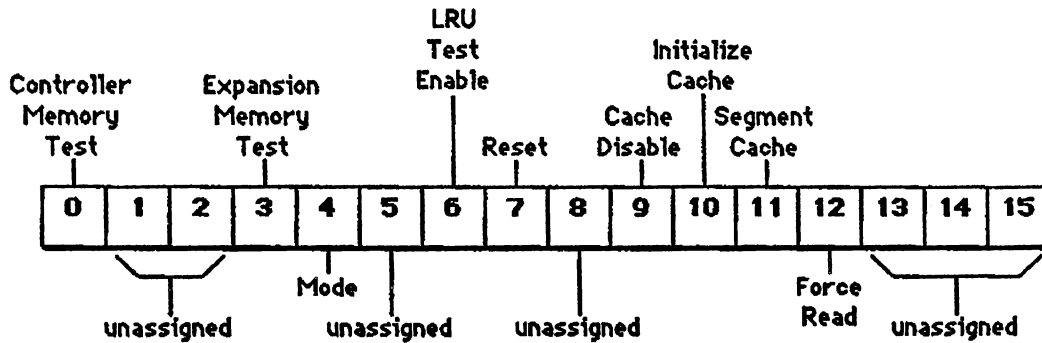 LRU
Test
Enable
Initialize
Cache
Controller
Memory
Test
Expansion
Memory
Test
Reset
Cache
Disable
Segment
Cache
0 1 2 3 4 5 6 7 8 9 10 11 12 13 14 15
Mode
Force
Read
unassigned
unassigned
unassigned
unassigned